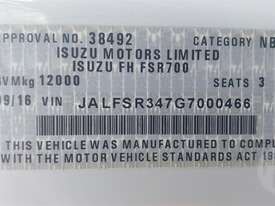 APPROVAL NO. 38492 CATEGORY NB
ISUZU MOTORS LIMITED
ISUZU FH FSR700
GVMkg 12000 SEATS 3
09/16 VIN JALFSR347G7000466
THIS VEHICLE WAS MANUFACTURED TO COMPL
WITH THE MOTOR VEHICLE STANDARDS ACT 19